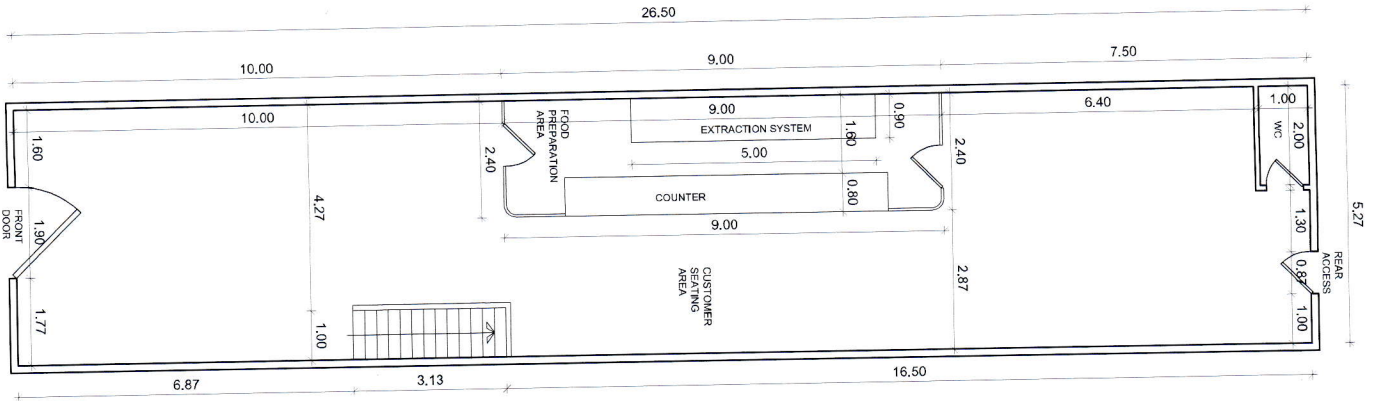 26.50
10.00
9.00
7.50
10.00
9.00
6.40
1.00
1.60
FOOD
PREPARATION
AREA
EXTRACTION SYSTEM
0.90
1.60
WC
2.00
5.00
2.40
2.40
0.80
COUNTER
4.27
9.00
5.27
FRONT
DOOR
1.90
1.30
REAR
ACCESS
0.87
CUSTOMER
SEATING
AREA
2.87
1.77
1.00
1.00
6.87
3.13
16.50